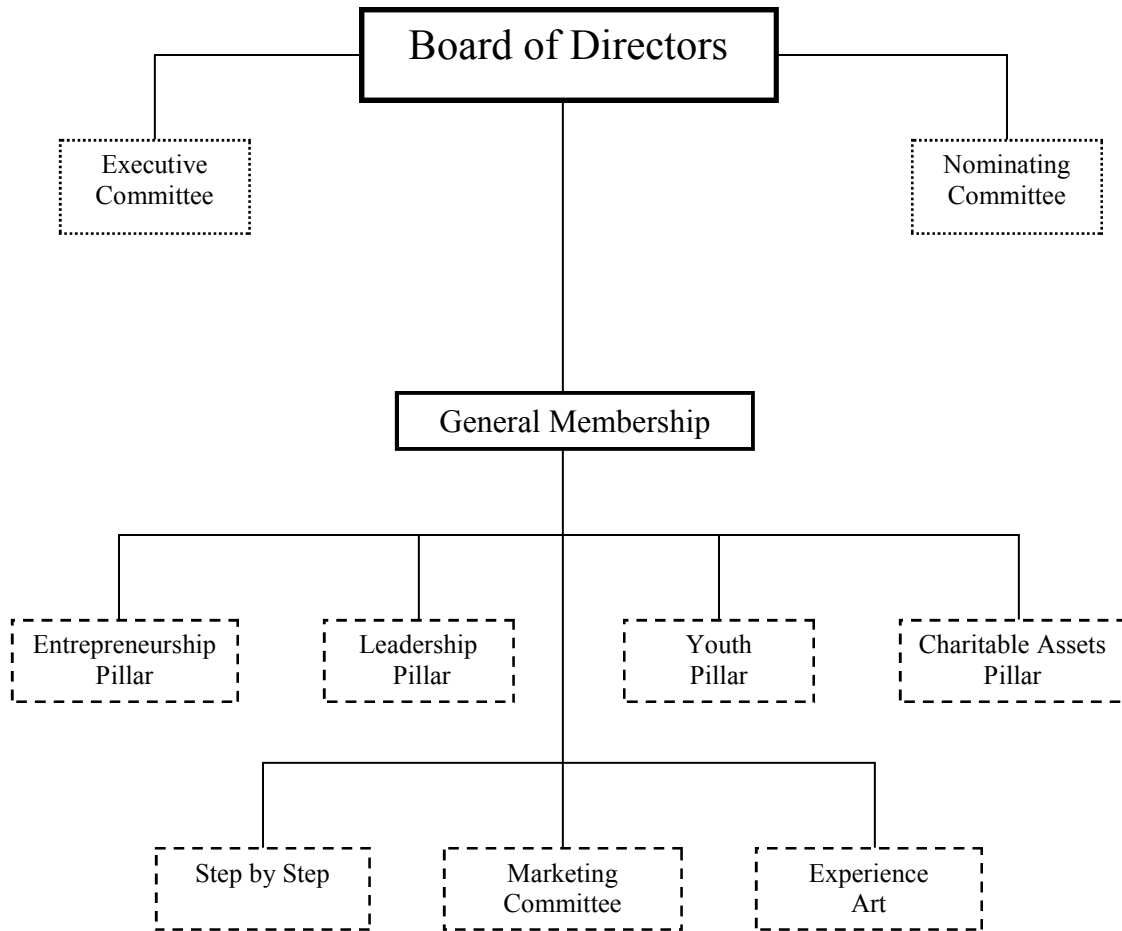 Board of Directors
Executive
Committee
Nominating
Committee
General Membership
Entrepreneurship
Pillar
Leadership
Pillar
Youth
Pillar
Charitable Assets
Pillar
Step by Step
Marketing
Committee
Experience
Art